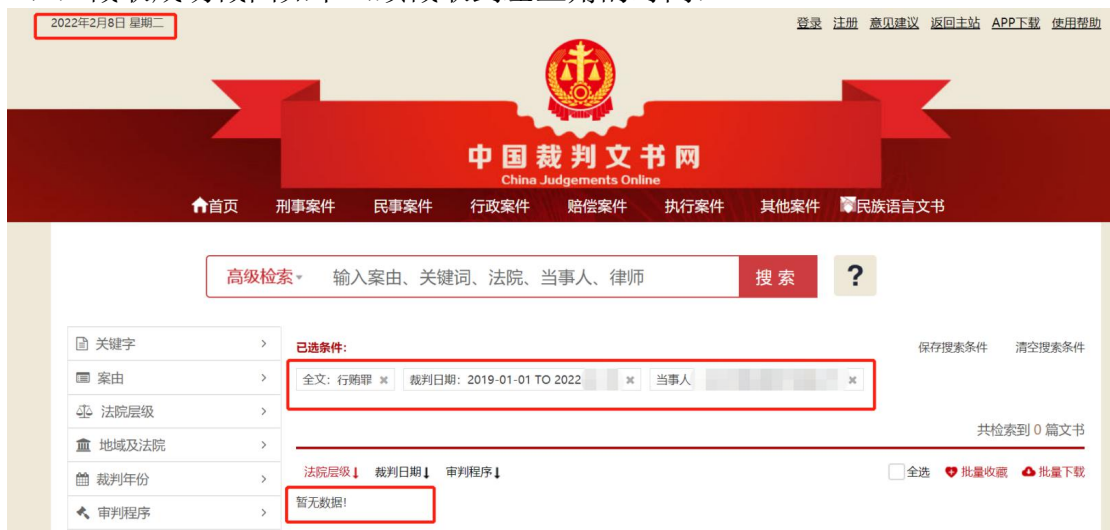 2022年2月8日 星期二
登录 注册 意见建议 返回主站 APP下载 使用帮助
中国裁判文书网
China Judgements Online
首页 刑事案件 民事案件 行政案件 赔偿案件 执行案件 其他案件 民族语言文书
高级检索 输入案由、关键词、法院、当事人、律师 搜索 ?
关键字
已选条件:
保存搜索条件 清空搜索条件
案由
全文: 行贿罪 × 裁判日期: 2019-01-01 TO 2022 × 当事人 ×
法院层级
地域及法院
共检索到 0 篇文书
裁判年份
法院层级 裁判日期 审判程序
全选 批量收藏 批量下载
审判程序
暂无数据!